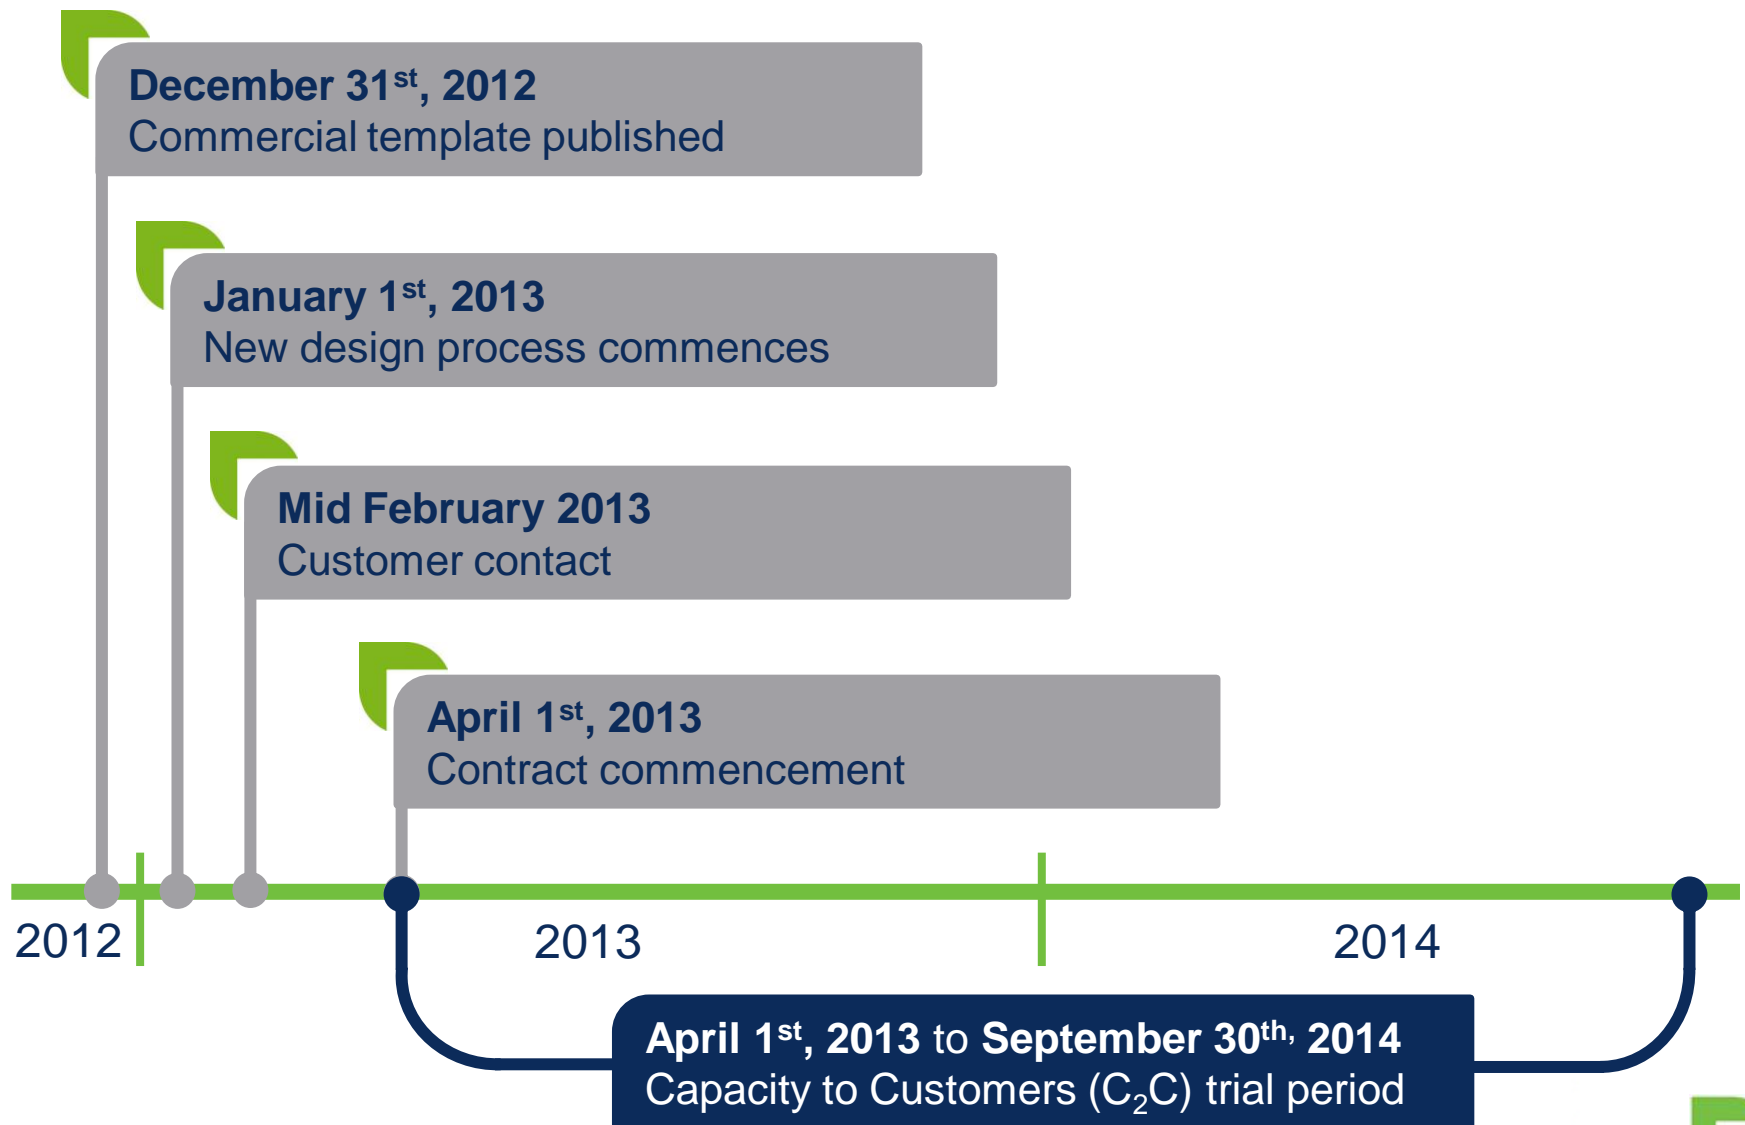 December 31st, 2012
Commercial template published
January 1st, 2013
New design process commences
Mid February 2013
Customer contact
April 1st, 2013
Contract commencement
2012
2013
2014
April 1st, 2013 to September 30th, 2014
Capacity to Customers (C2C) trial period